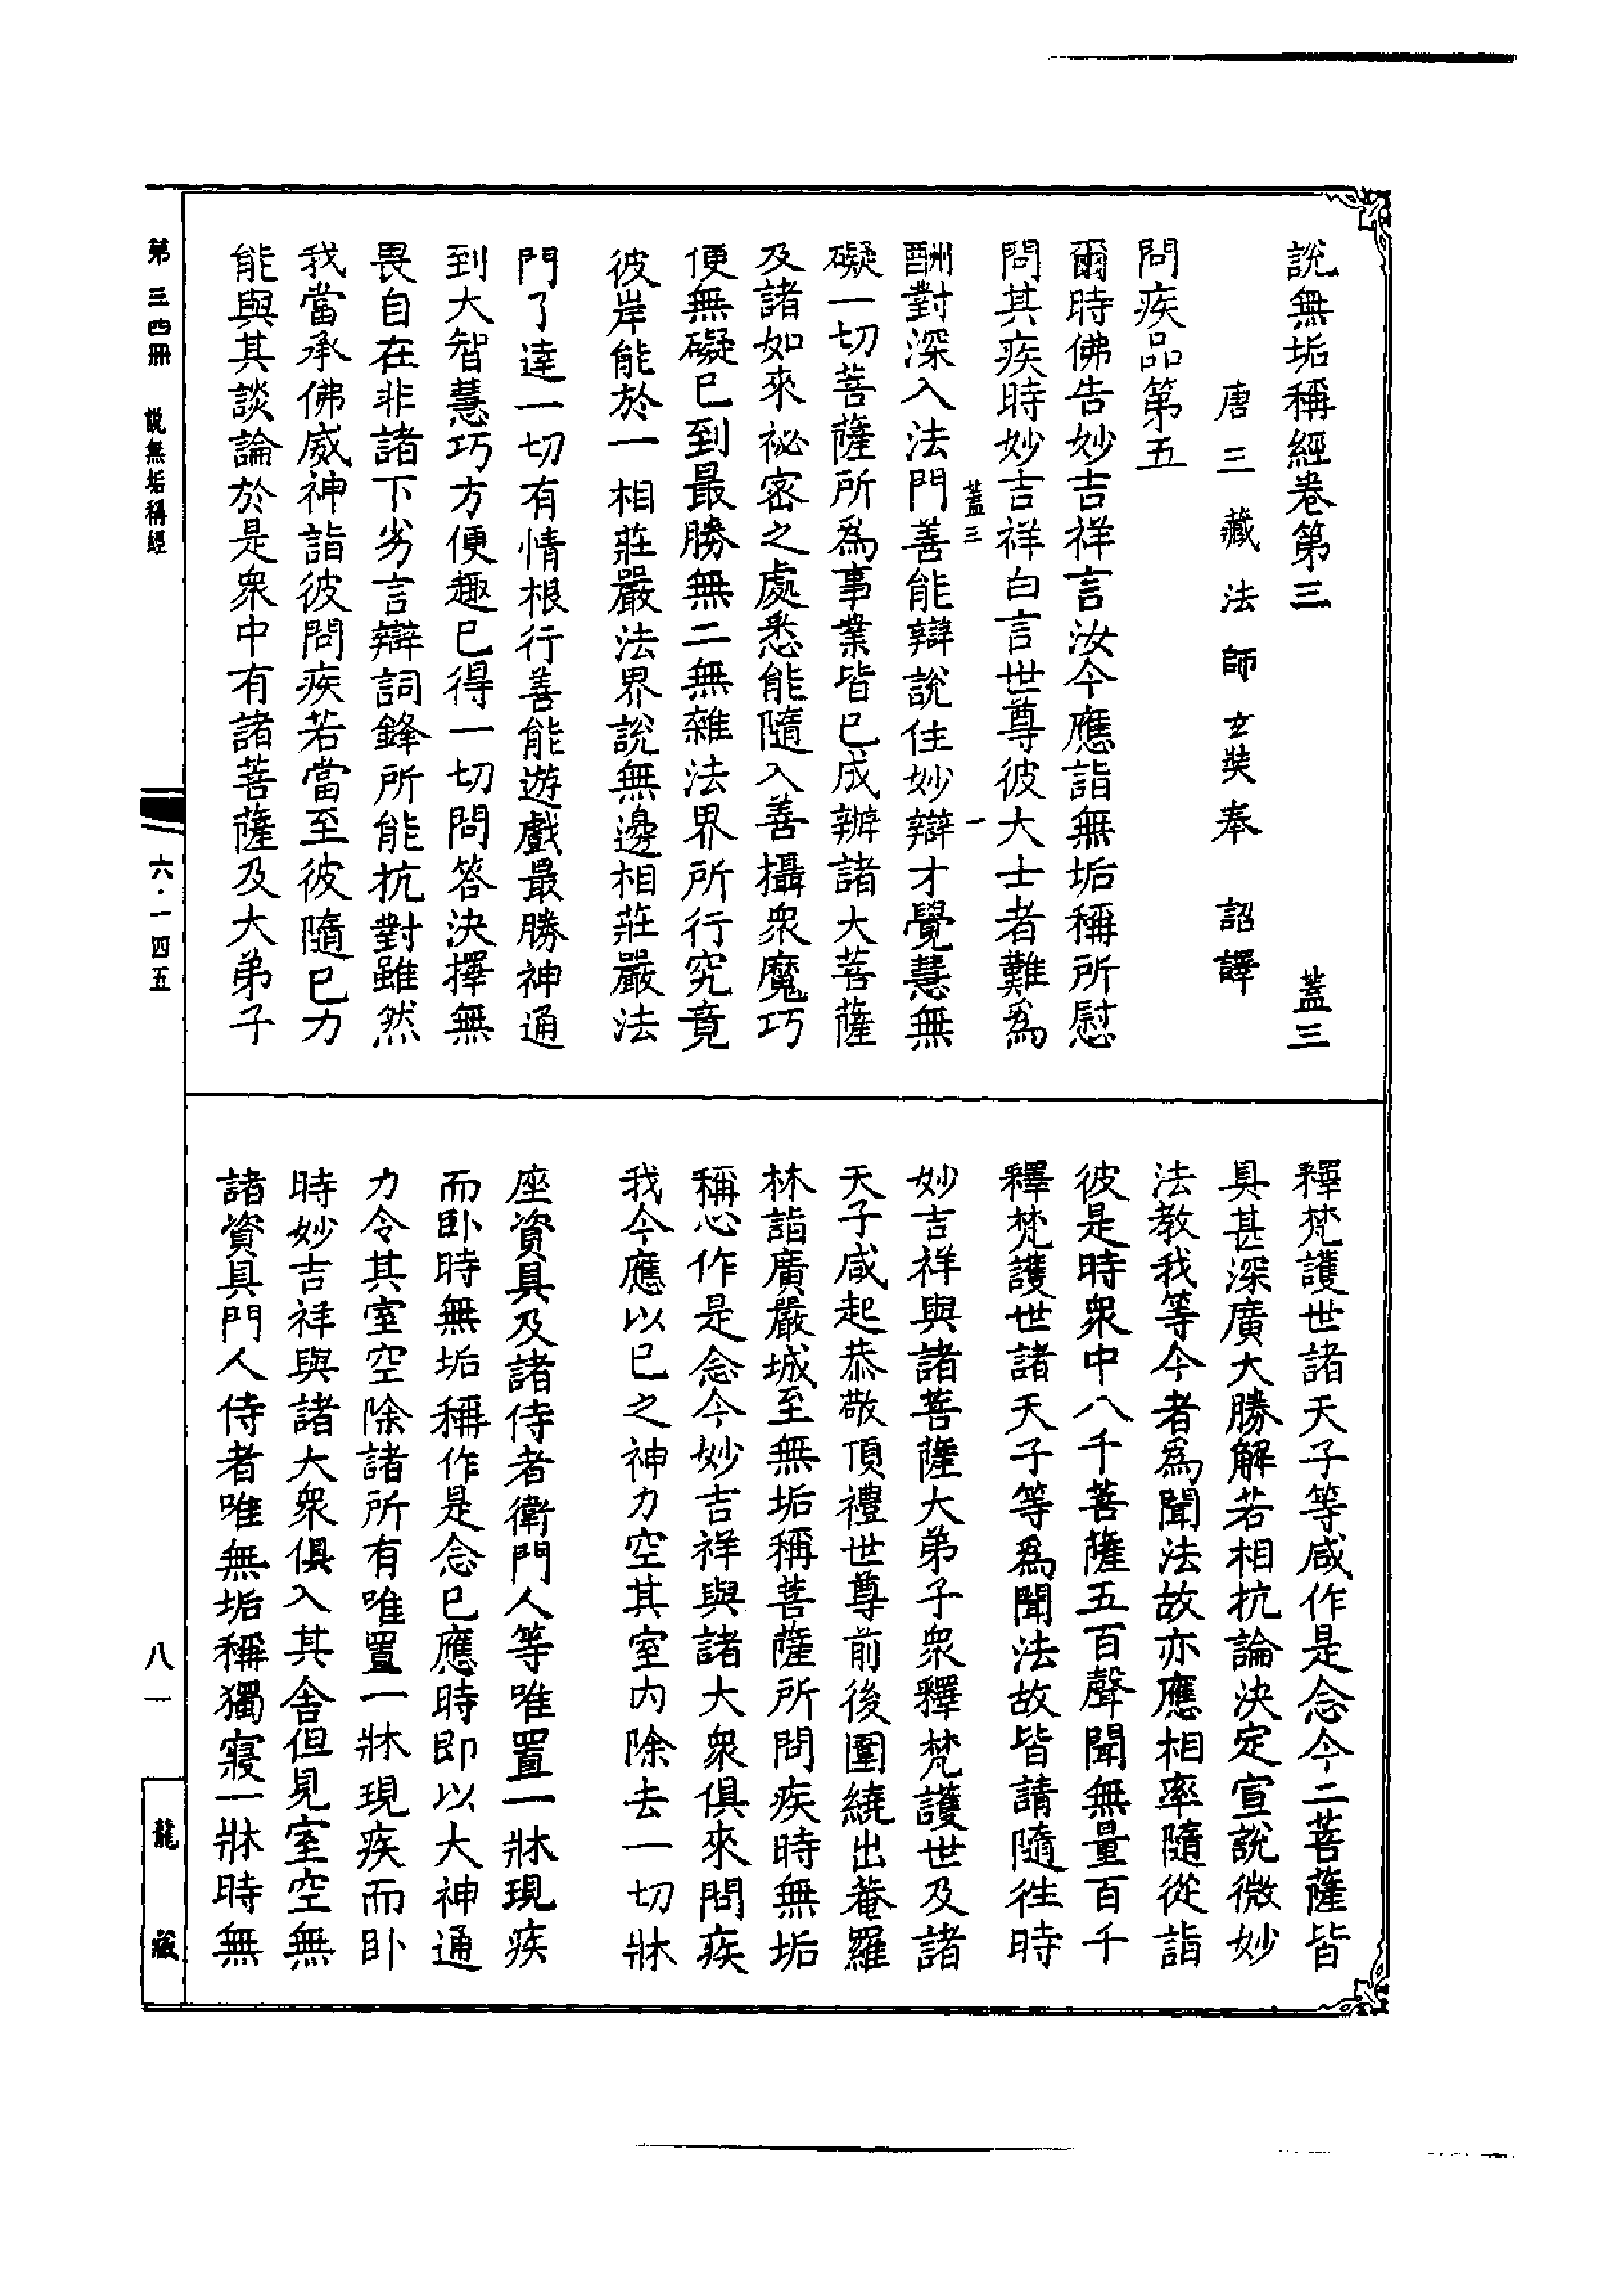 說無垢稱經卷第三 蓋三
唐三藏法師玄奘奉 詔譯
問疾品第五
爾時佛告妙吉祥言汝今應詣無垢稱所慰
問其疾時妙吉祥白言世尊彼大士者難爲
蓋三 一
酬對深入法門善能辯說住妙辯才覺慧無
礙一切菩薩所爲事業皆已成辦諸大菩薩
及諸如來祕密之處悉能隨入善攝衆魔巧
便無礙已到最勝無二無雜法界所行究竟
彼岸能於一相莊嚴法界說無邊相莊嚴法
門了達一切有情根行善能遊戲最勝神通
到大智慧巧方便趣已得一切問答決擇無
畏自在非諸下劣言辯詞鋒所能抗對雖然
我當承佛威神詣彼問疾若當至彼隨己力
能與其談論於是衆中有諸菩薩及大弟子
釋梵護世諸天子等咸作是念今二菩薩皆
具甚深廣大勝解若相抗論決定宣說微妙
法教我等今者爲聞法故亦應相率隨從詣
彼是時衆中八千菩薩五百聲聞無量百千
釋梵護世諸天子等爲聞法故皆請隨往時
妙吉祥與諸菩薩大弟子衆釋梵護世及諸
天子咸起恭敬頂禮世尊前後圍繞出菴羅
林詣廣嚴城至無垢稱菩薩所問疾時無垢
稱心作是念今妙吉祥與諸大衆俱來問疾
我今應以己之神力空其室內除去一切牀
座資具及諸侍者衛門人等唯置一牀現疾
而臥時無垢稱作是念已應時即以大神通
力令其室空除諸所有唯置一牀現疾而臥
時妙吉祥與諸大衆俱入其舍但見室空無
諸資具門人侍者唯無垢稱獨寢一牀時無
第三四冊 說無垢稱經
六·一四五
八一
龍藏